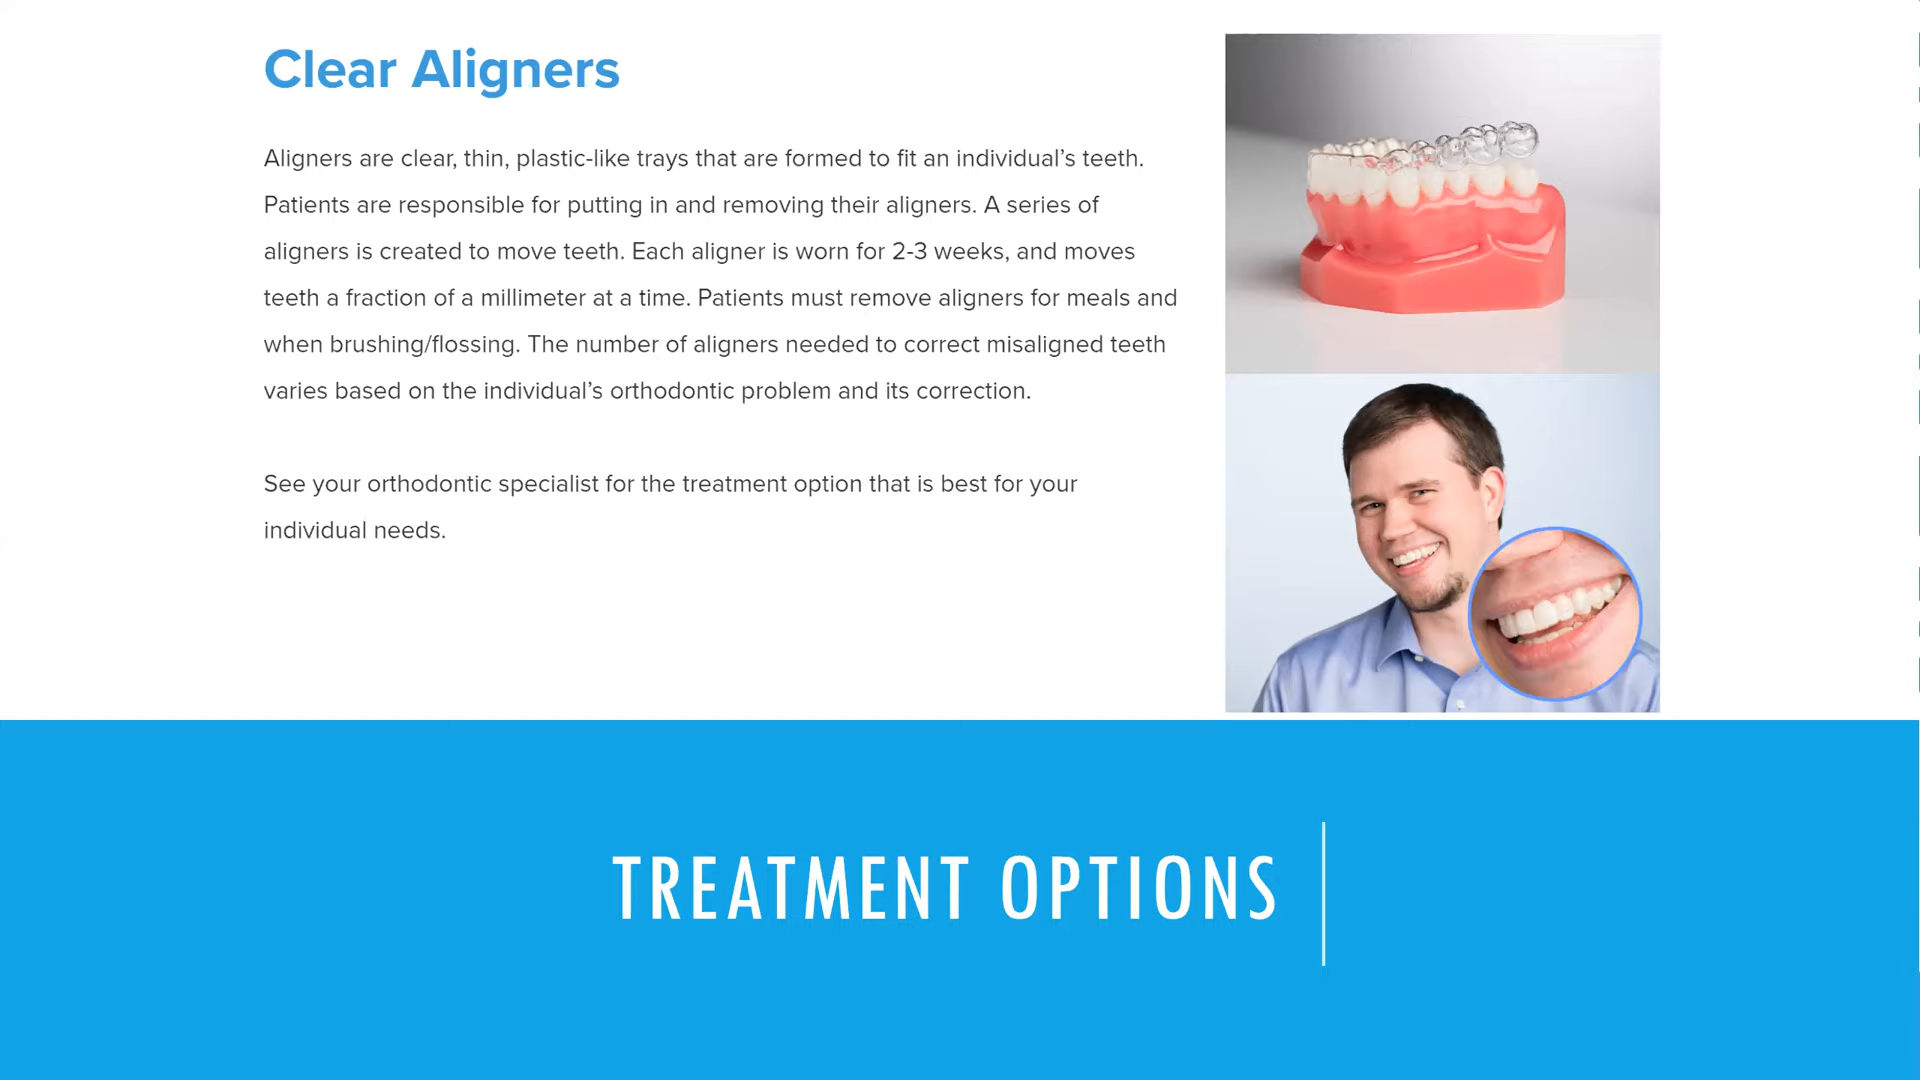 Clear Aligners
Aligners are clear, thin, plastic-like trays that are formed to fit an individual’s teeth.
Patients are responsible for putting in and removing their aligners. A series of
aligners is created to move teeth. Each aligner is worn for 2-3 weeks, and moves
teeth a fraction of a millimeter at a time. Patients must remove aligners for meals and
when brushing/flossing. The number of aligners needed to correct misaligned teeth
varies based on the individual’s orthodontic problem and its correction.
See your orthodontic specialist for the treatment option that is best for your
individual needs.
TREATMENT OPTIONS